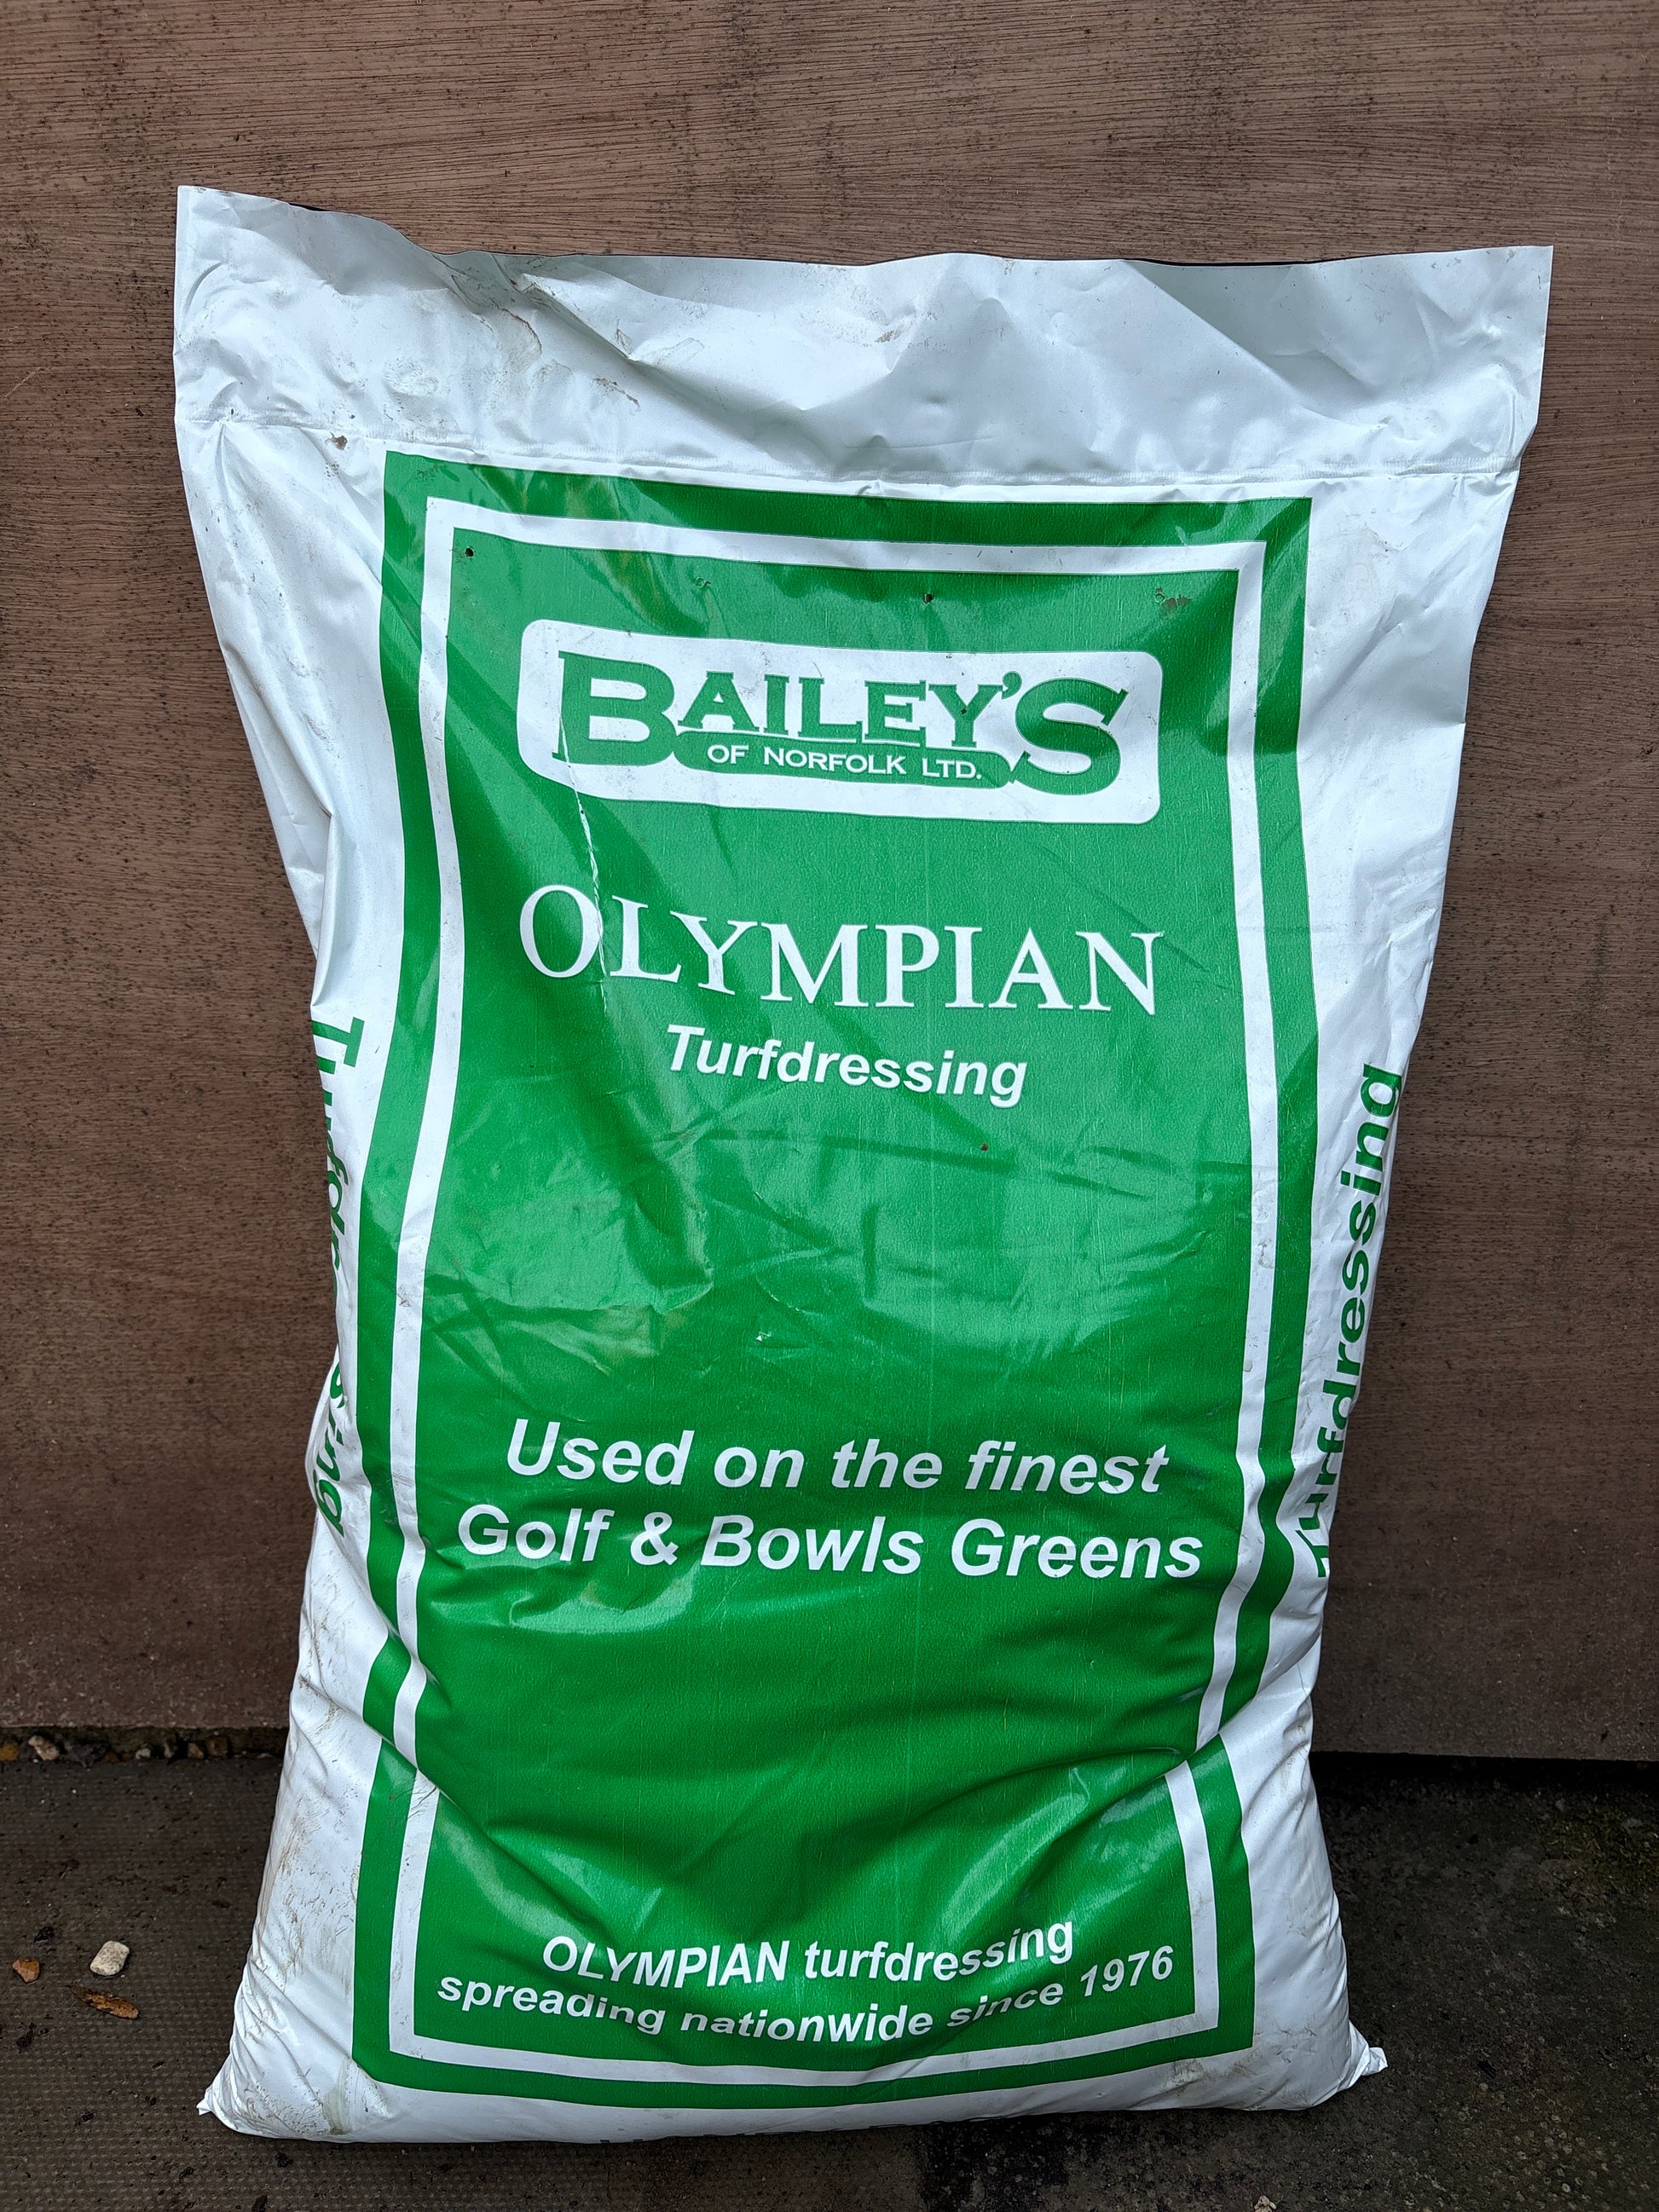 BAILEY'S
OF NORFOLK LTD.
OLYMPIAN
Turfdressing
Used on the finest
Golf & Bowls Greens
OLYMPIAN turfdressing
spreading nationwide since 1976
Turfdressing
Turfdressing